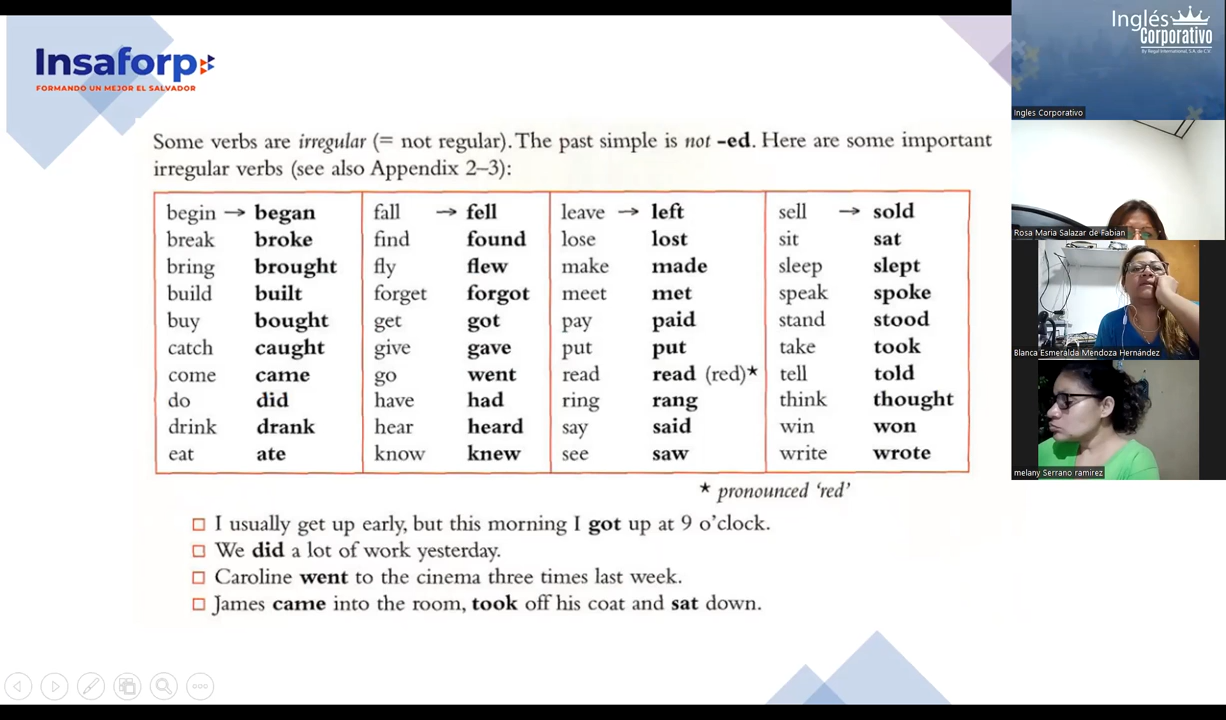 Insaforp
FORMANDO UN MEJOR EL SALVADOR
Some verbs are irregular (= not regular). The past simple is not -ed. Here are some important
irregular verbs (see also Appendix 2–3):
begin → began fall → fell leave → left sell → sold
break broke find found lose lost sit sat
bring brought fly flew make made sleep slept
build built forget forgot meet met speak spoke
buy bought get got pay paid stand stood
catch caught give gave put put take took
come came go went read read (red)* tell told
do did have had ring rang think thought
drink drank hear heard say said win won
eat ate know knew see saw write wrote
* pronounced 'red'
□ I usually get up early, but this morning I got up at 9 o'clock.
□ We did a lot of work yesterday.
□ Caroline went to the cinema three times last week.
□ James came into the room, took off his coat and sat down.
Inglés
Corporativo
By Regal International, S.A. de C.V.
Ingles Corporativo
Rosa Maria Salazar de Fabian
Blanca Esmeralda Mendoza Hernández
melany Serrano ramirez